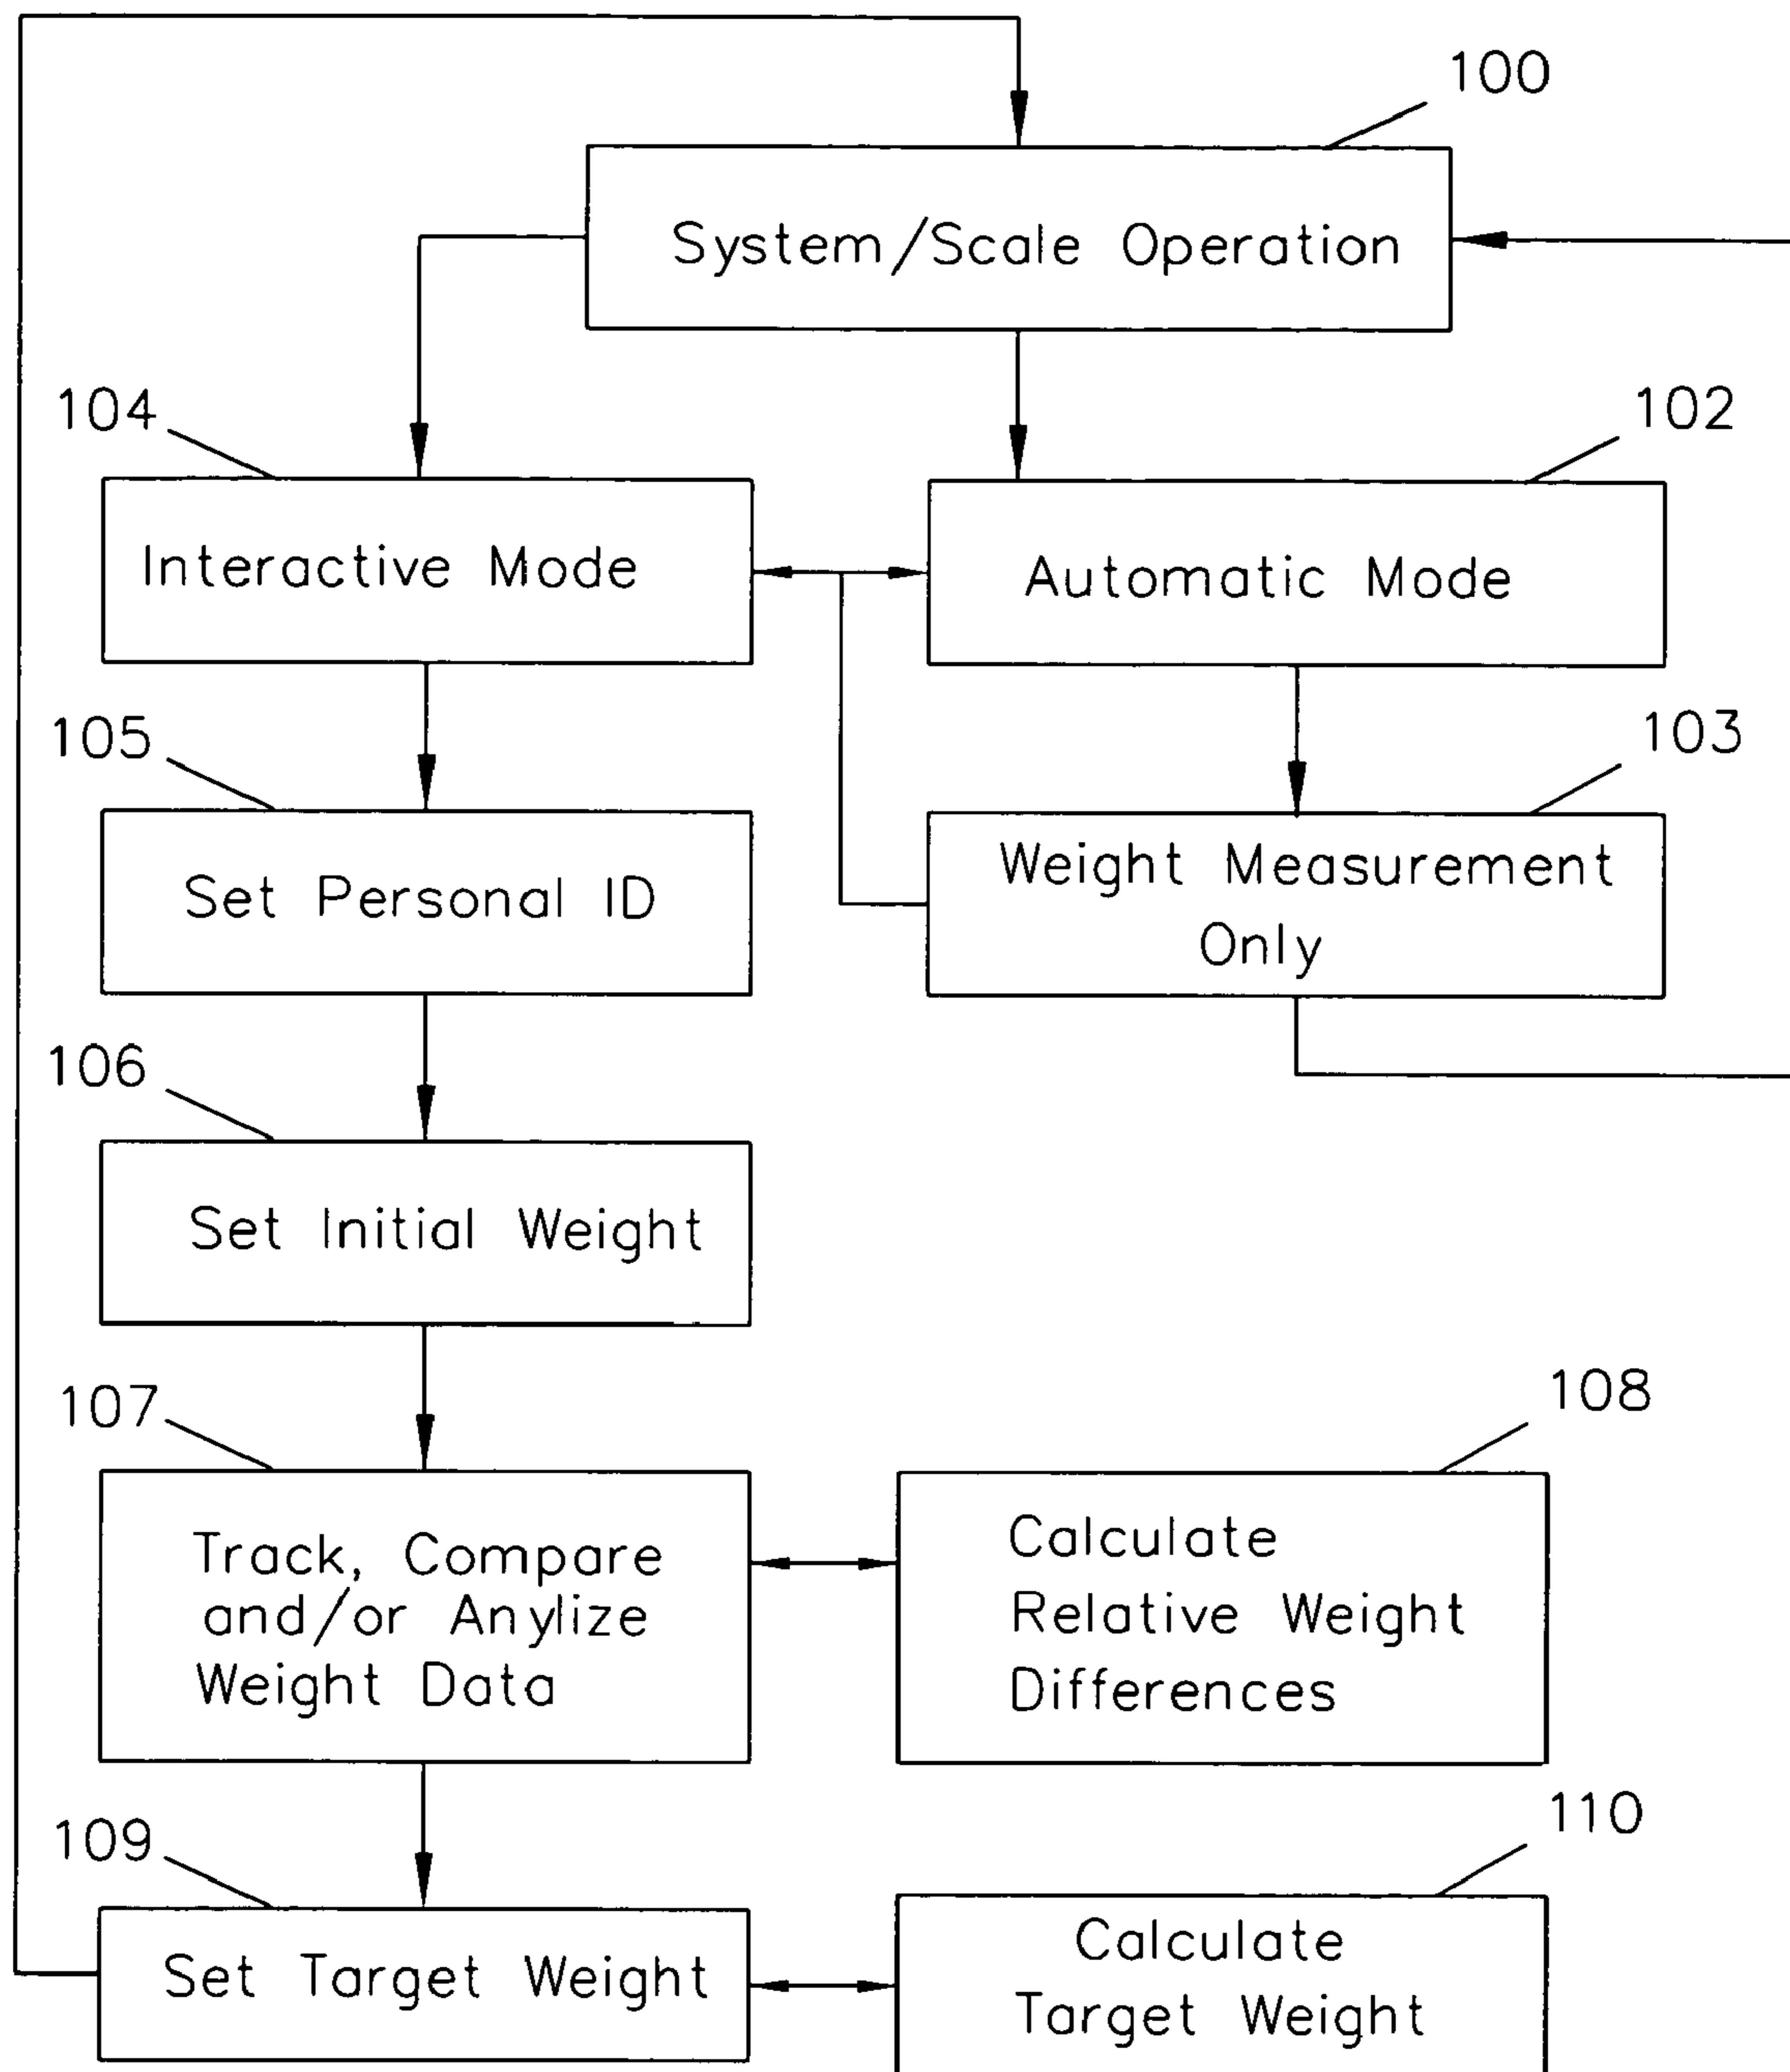 100
System/Scale Operation
104
102
Interactive Mode
Automatic Mode
105
103
Set Personal ID
Weight Measurement
Only
106
Set Initial Weight
107
108
Track, Compare
and/or Anylize
Weight Data
Calculate
Relative Weight
Differences
109
110
Set Target Weight
Calculate
Target Weight